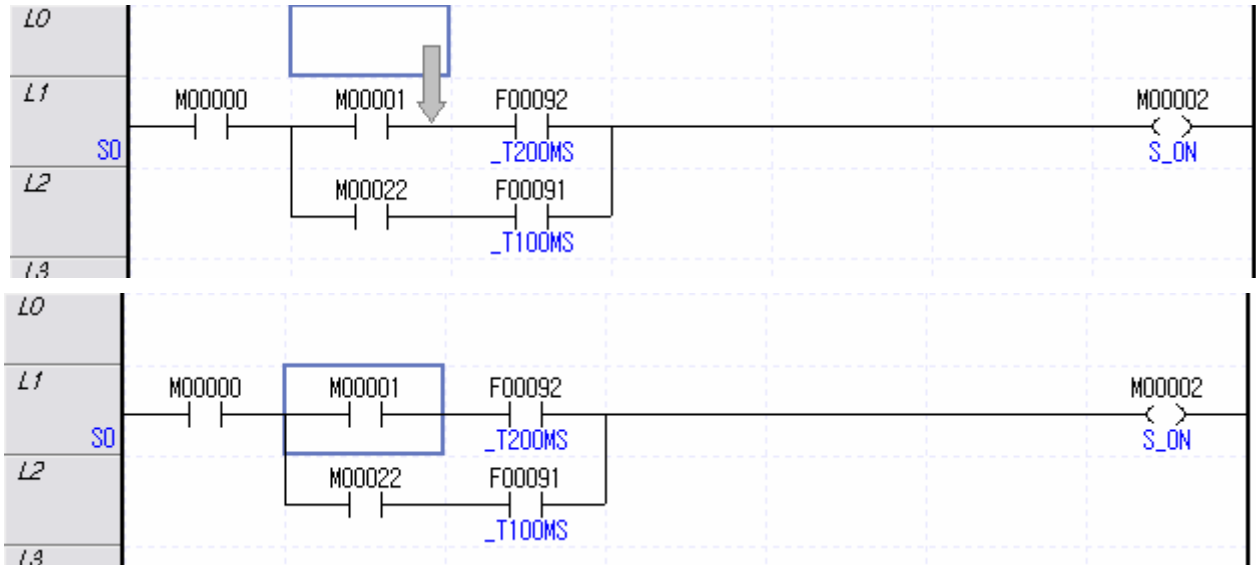 L0
L1
M00000 M00001 F00092 M00002
S0 _T200MS S_ON
L2
M00022 F00091
_T100MS
L3
L0
L1
M00000 M00001 F00092 M00002
S0 _T200MS S_ON
L2
M00022 F00091
_T100MS
L3